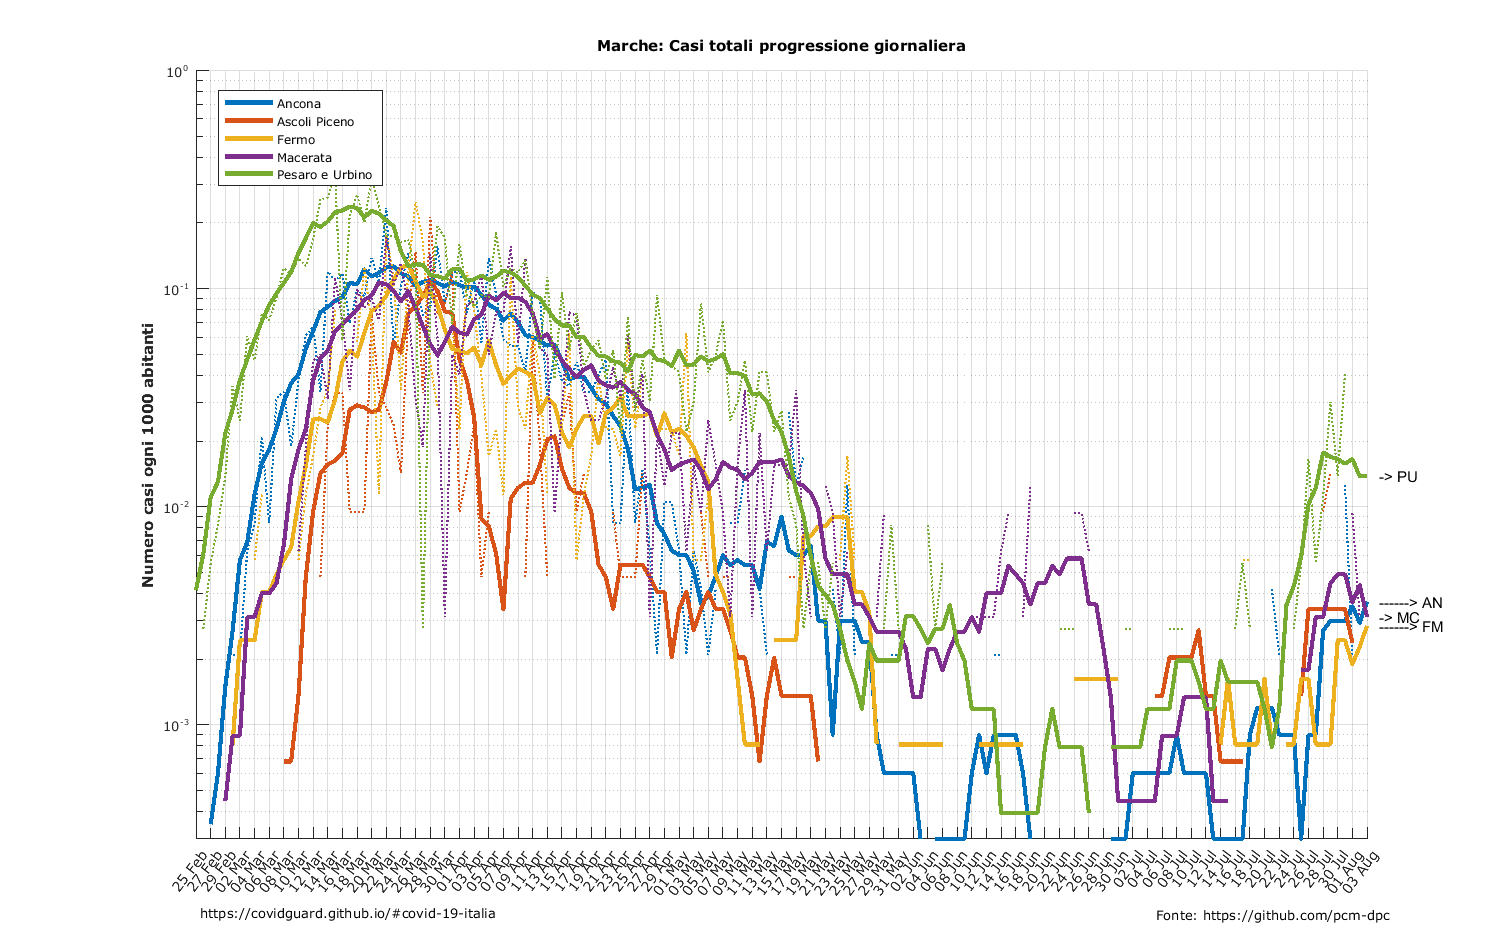 Marche: Casi totali progressione giornaliera
10^0
10^-1
10^-2
10^-3
Numero casi ogni 1000 abitanti
Ancona
Ascoli Piceno
Fermo
Macerata
Pesaro e Urbino
-> PU
------> AN
-> MC
------> FM
25 Feb
27 Feb
29 Feb
02 Mar
04 Mar
06 Mar
08 Mar
10 Mar
12 Mar
14 Mar
16 Mar
18 Mar
20 Mar
22 Mar
24 Mar
26 Mar
28 Mar
30 Mar
01 Apr
03 Apr
05 Apr
07 Apr
09 Apr
11 Apr
13 Apr
15 Apr
17 Apr
19 Apr
21 Apr
23 Apr
25 Apr
27 Apr
29 Apr
01 May
03 May
05 May
07 May
09 May
11 May
13 May
15 May
17 May
19 May
21 May
23 May
25 May
27 May
29 May
31 May
02 Jun
04 Jun
06 Jun
08 Jun
10 Jun
12 Jun
14 Jun
16 Jun
18 Jun
20 Jun
22 Jun
24 Jun
26 Jun
28 Jun
30 Jun
02 Jul
04 Jul
06 Jul
08 Jul
10 Jul
12 Jul
14 Jul
16 Jul
18 Jul
20 Jul
22 Jul
24 Jul
26 Jul
28 Jul
30 Jul
01 Aug
03 Aug
https://covidguard.github.io/#covid-19-italia
Fonte: https://github.com/pcm-dpc